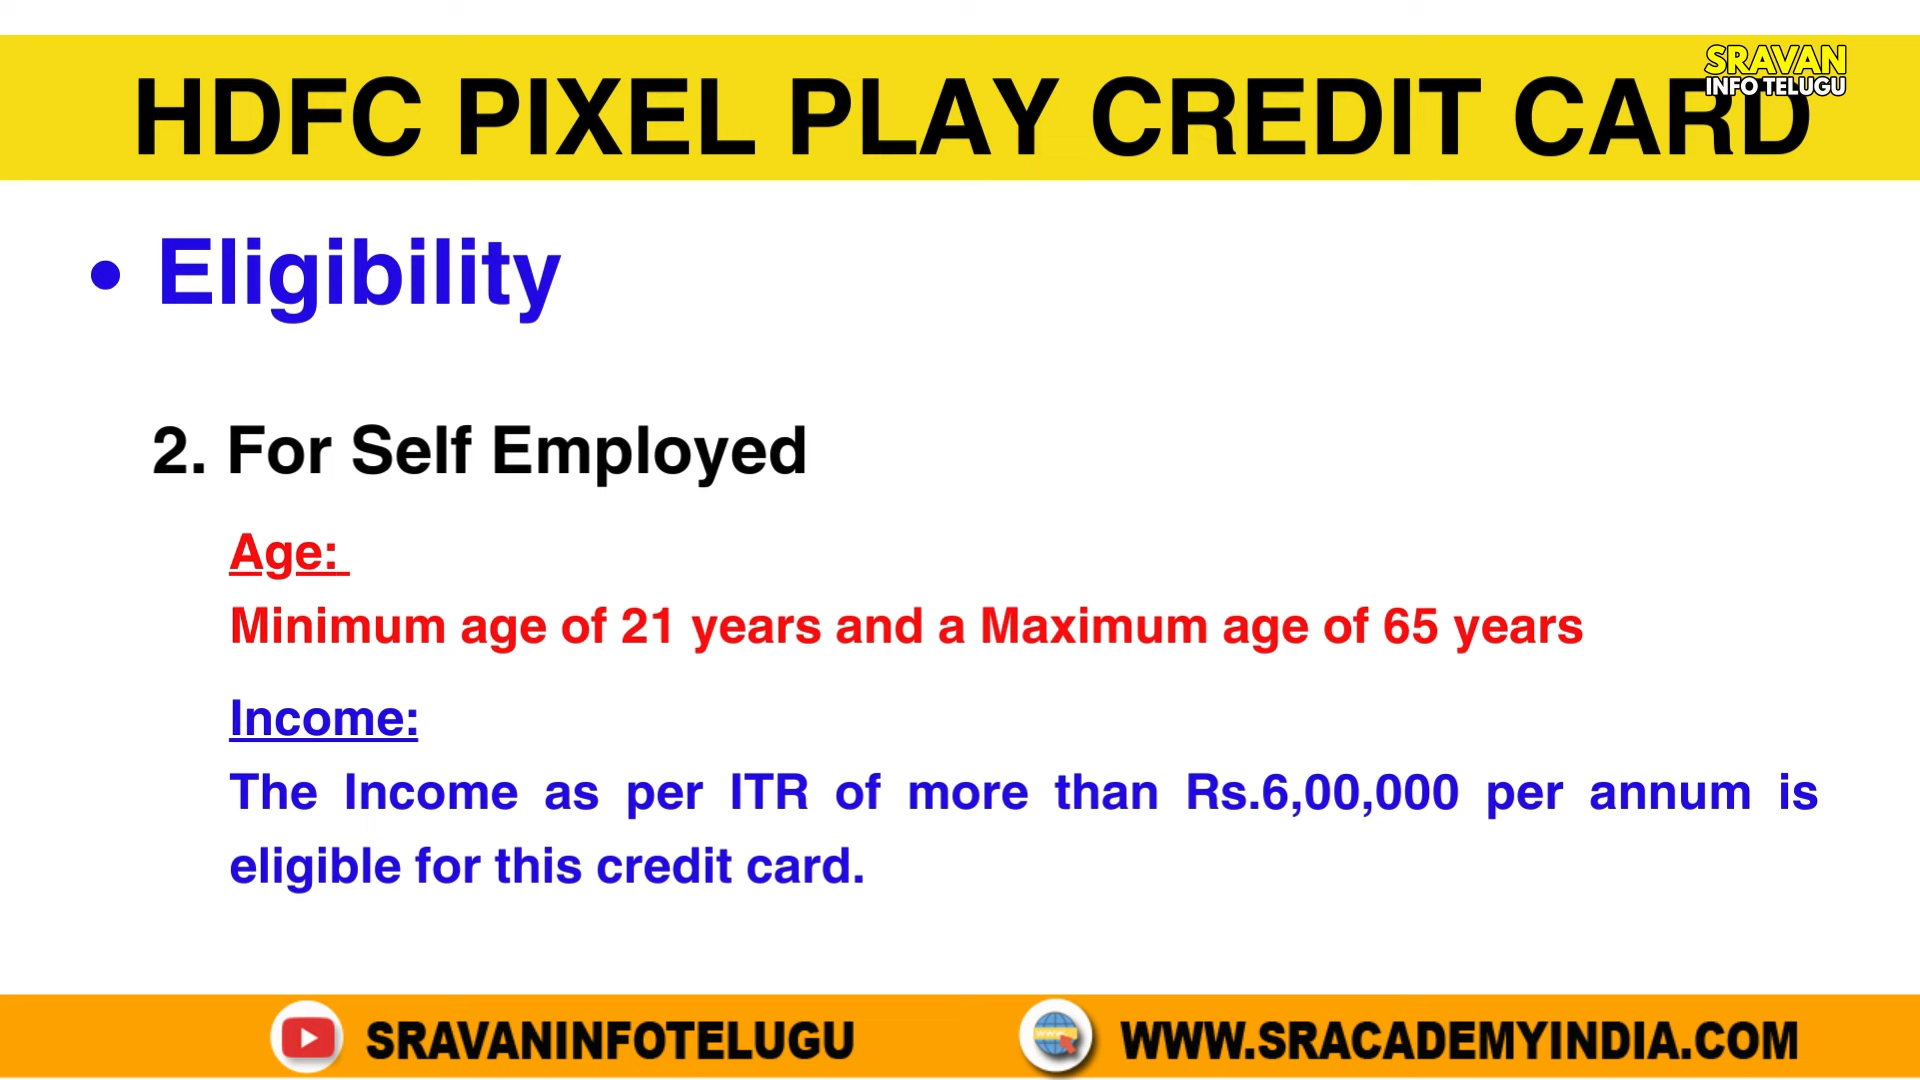 SRAVAN
INFO TELUGU
HDFC PIXEL PLAY CREDIT CARD
• Eligibility
2. For Self Employed
Age:
Minimum age of 21 years and a Maximum age of 65 years
Income:
The Income as per ITR of more than Rs.6,00,000 per annum is
eligible for this credit card.
SRAVANINFOTELUGU
WWW.SRACADEMYINDIA.COM